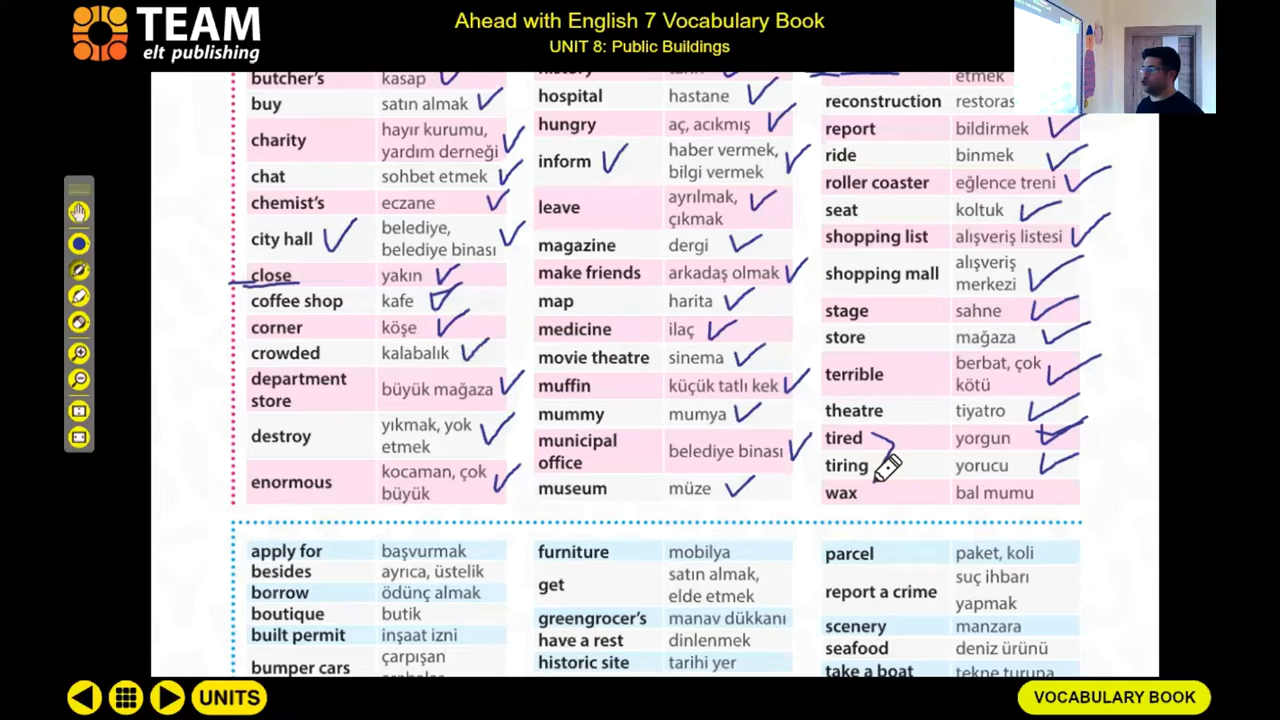 TEAM
elt publishing
Ahead with English 7 Vocabulary Book
UNIT 8: Public Buildings
butcher's kasap
buy satın almak
charity hayır kurumu,
yardım derneği
chat sohbet etmek
chemist's eczane
city hall belediye,
belediye binası
close yakın
coffee shop kafe
corner köşe
crowded kalabalık
department
store büyük mağaza
destroy yıkmak, yok
etmek
enormous kocaman, çok
büyük
history tarih
hospital hastane
hungry aç, acıkmış
inform haber vermek,
bilgi vermek
leave ayrılmak,
çıkmak
magazine dergi
make friends arkadaş olmak
map harita
medicine ilaç
movie theatre sinema
muffin küçük tatlı kek
mummy mumya
municipal
office belediye binası
museum müze
etmek
reconstruction restoras
report bildirmek
ride binmek
roller coaster eğlence treni
seat koltuk
shopping list alışveriş listesi
shopping mall alışveriş
merkezi
stage sahne
store mağaza
terrible berbat, çok
kötü
theatre tiyatro
tired yorgun
tiring yorucu
wax bal mumu
apply for başvurmak
besides ayrıca, üstelik
borrow ödünç almak
boutique butik
built permit inşaat izni
bumper cars çarpışan
furniture mobilya
get satın almak,
elde etmek
greengrocer's manav dükkanı
have a rest dinlenmek
historic site tarihi yer
parcel paket, koli
report a crime suç ihbarı
yapmak
scenery manzara
seafood deniz ürünü
take a boat tekne turuna
UNITS
VOCABULARY BOOK